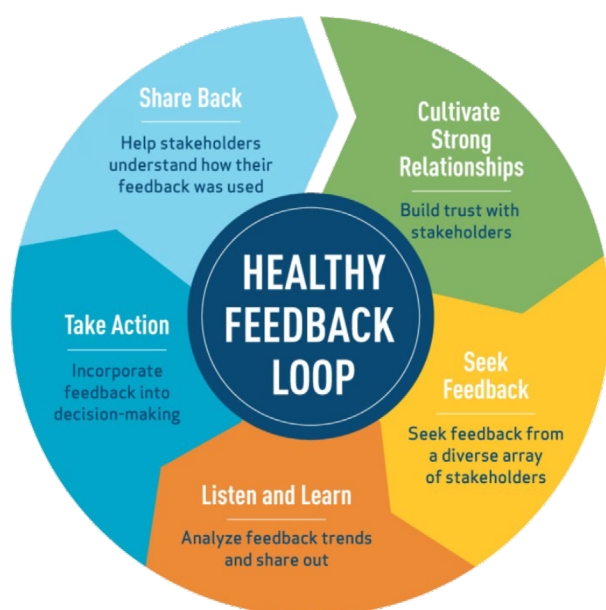 HEALTHY
FEEDBACK
LOOP
Cultivate
Strong
Relationships
Build trust with
stakeholders
Seek
Feedback
Seek feedback from
a diverse array
of stakeholders
Listen and Learn
Analyze feedback trends
and share out
Take Action
Incorporate
feedback into
decision-making
Share Back
Help stakeholders
understand how their
feedback was used